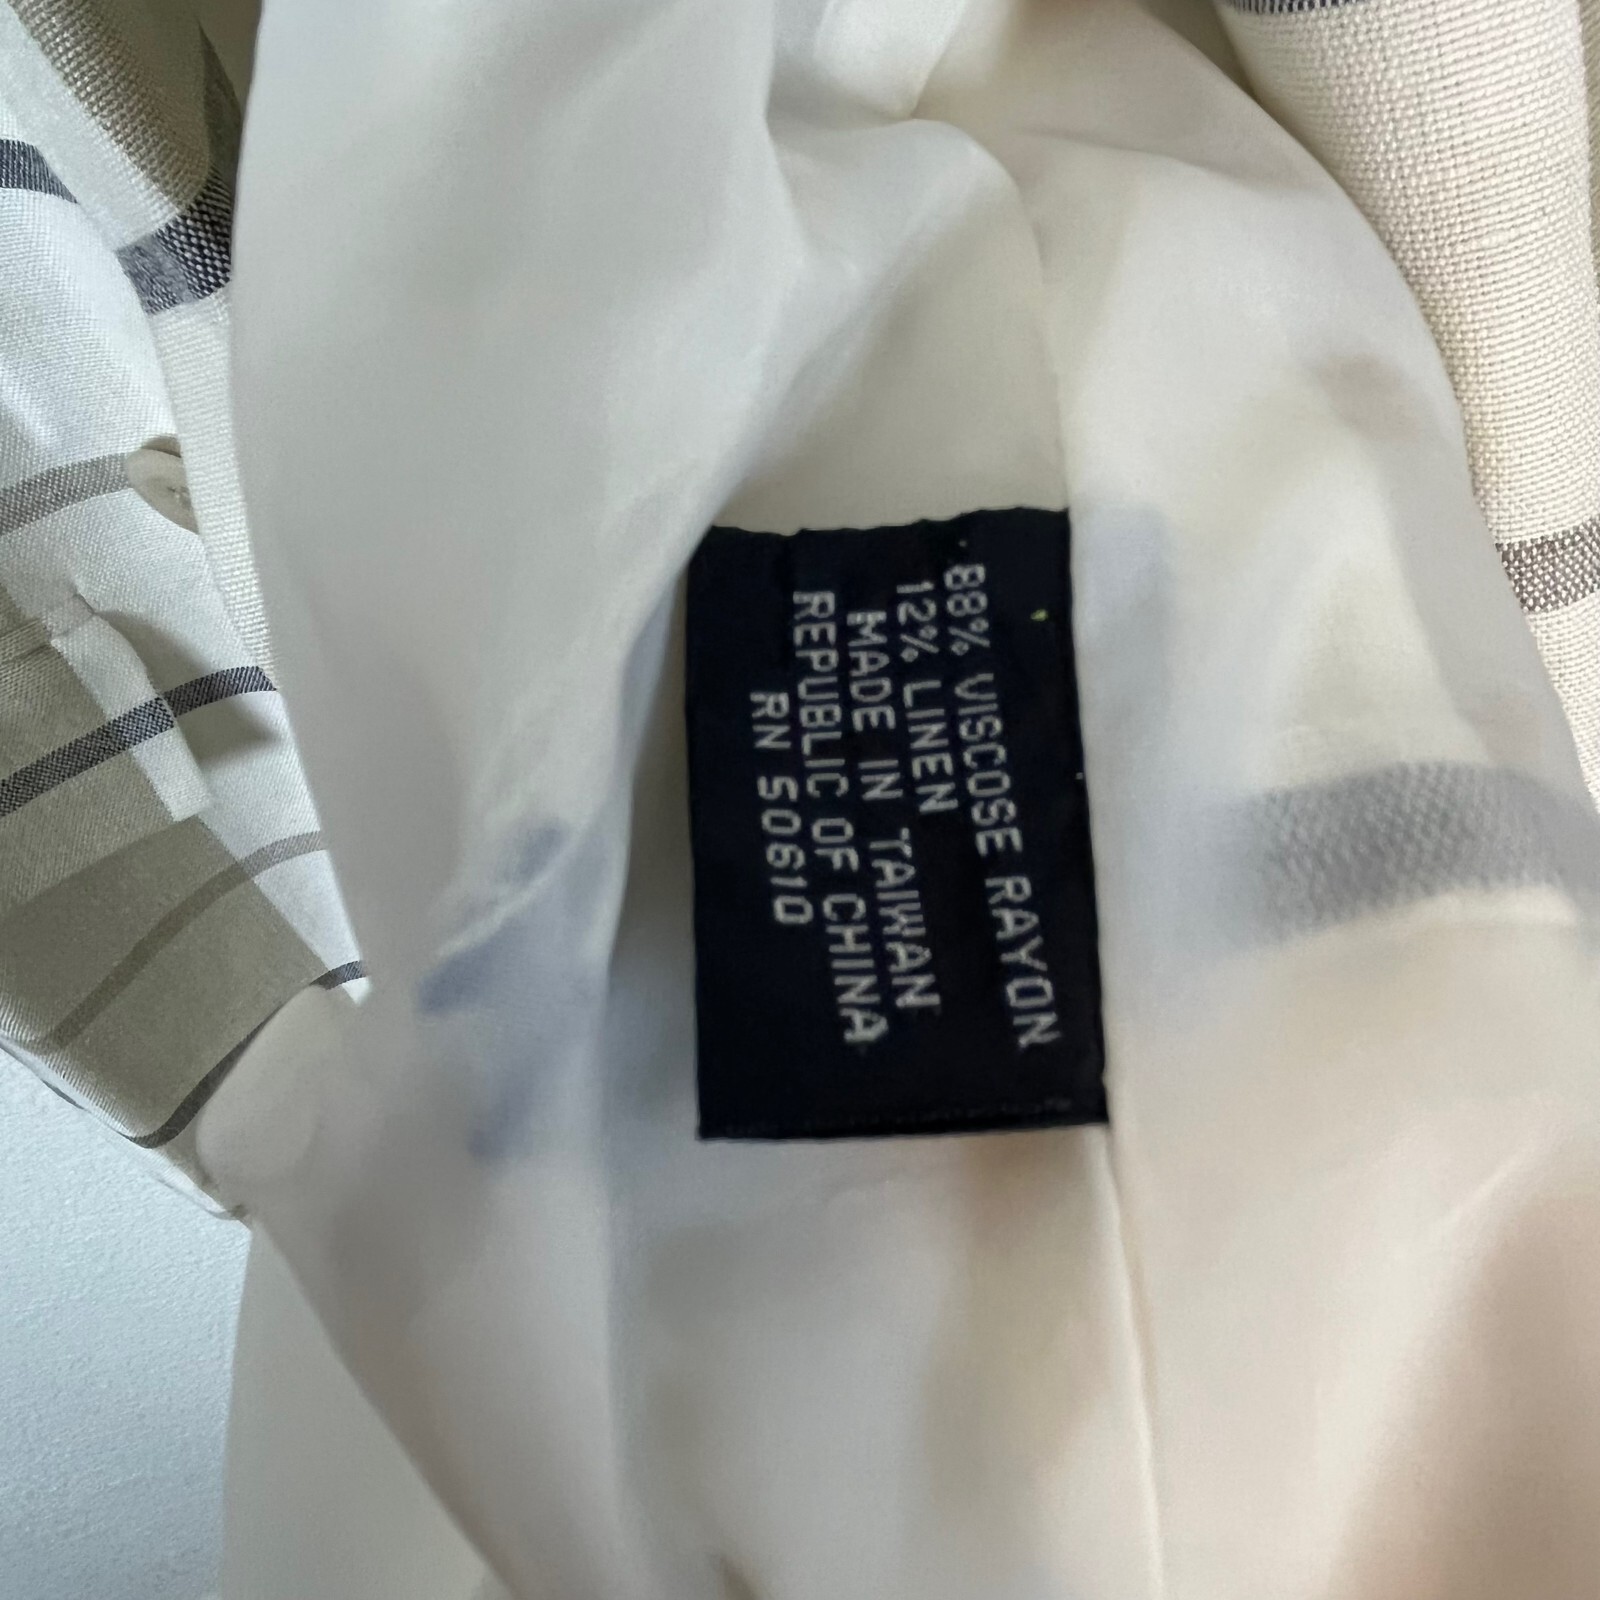 88% VISCOSE RAYON
12% LINEN
MADE IN TAIWAN
REPUBLIC OF CHINA
RN 50610